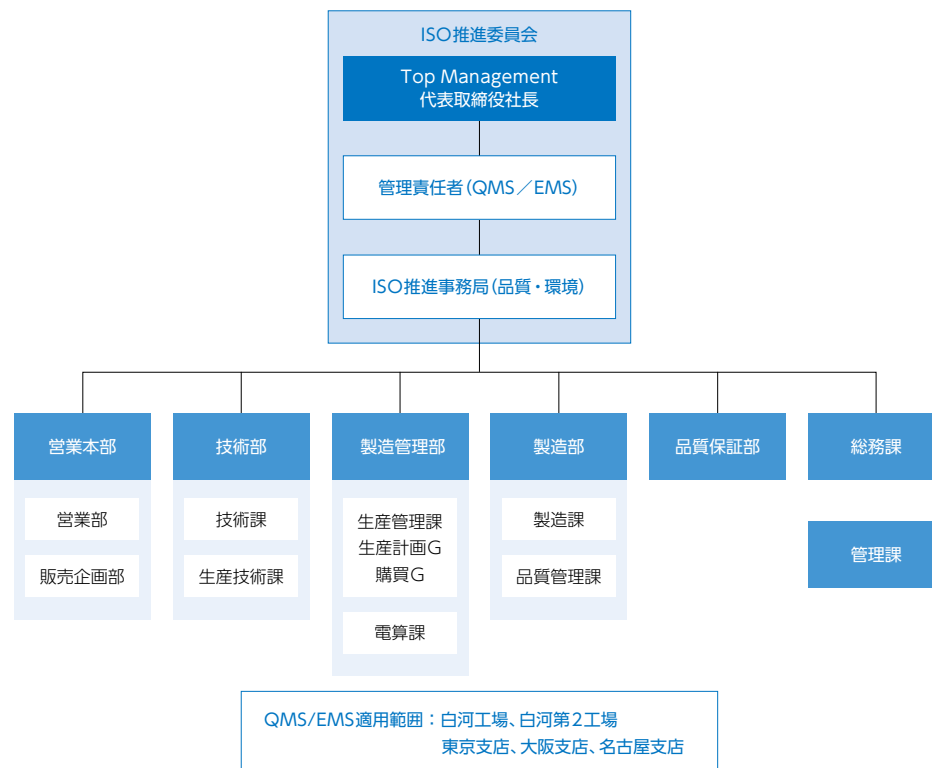 ISO推進委員会
Top Management
代表取締役社長
管理責任者(QMS／EMS)
ISO推進事務局(品質・環境)
営業本部
営業部
販売企画部
技術部
技術課
生産技術課
製造管理部
生産管理課
生産計画G
購買G
電算課
製造部
製造課
品質管理課
品質保証部
総務課
管理課
QMS/EMS適用範囲：白河工場、白河第2工場
東京支店、大阪支店、名古屋支店